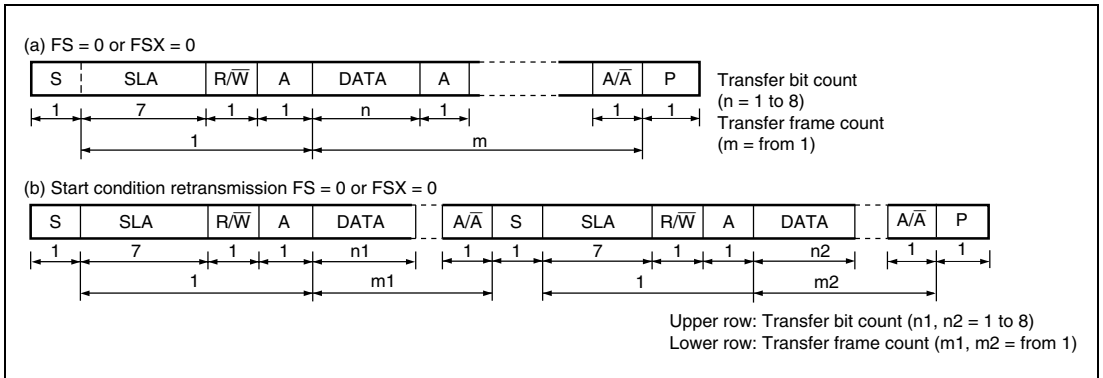 (a) FS = 0 or FSX = 0
S SLA R/W̅ A DATA A A/A̅ P
1 7 1 1 n 1 1 1
1 m
Transfer bit count
(n = 1 to 8)
Transfer frame count
(m = from 1)
(b) Start condition retransmission FS = 0 or FSX = 0
S SLA R/W̅ A DATA A/A̅ S SLA R/W̅ A DATA A/A̅ P
1 7 1 1 n1 1 1 7 1 1 n2 1 1
1 m1 1 m2
Upper row: Transfer bit count (n1, n2 = 1 to 8)
Lower row: Transfer frame count (m1, m2 = from 1)